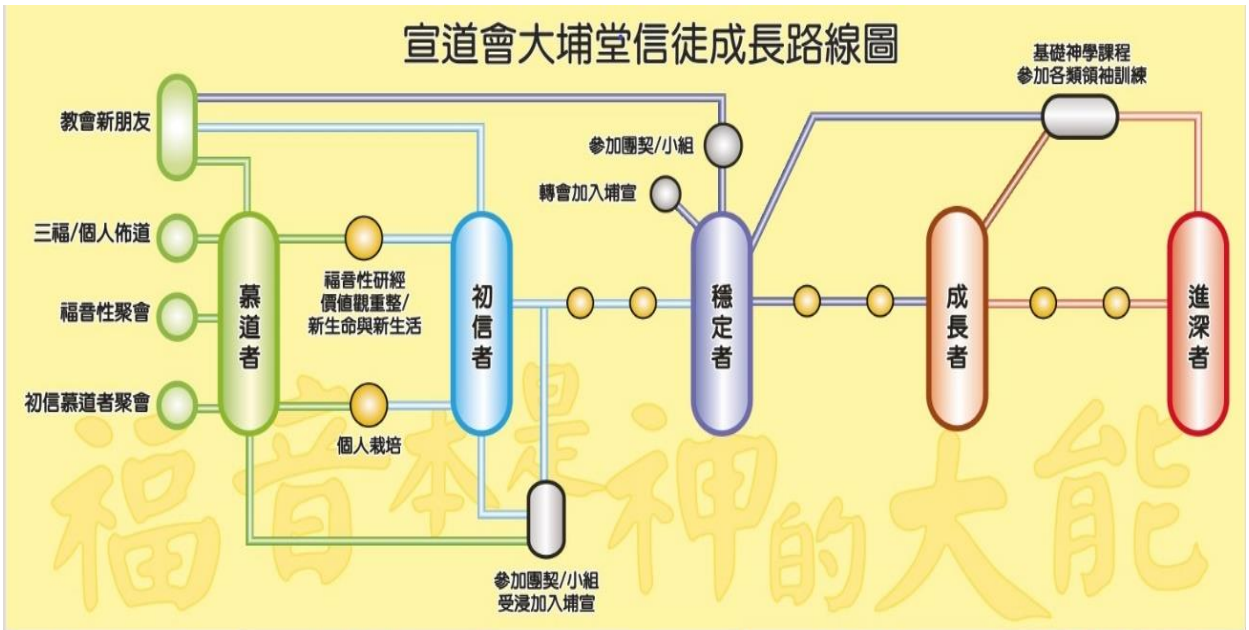 宣道會大埔堂信徒成長路線圖
基礎神學課程
參加各類領袖訓練
教會新朋友
參加團契/小組
轉會加入埔宣
三福/個人佈道
福音性聚會
初信慕道者聚會
慕道者
福音性研經
價值觀重整/
新生命與新生活
個人栽培
初信者
穩定者
成長者
進深者
參加團契/小組
受浸加入埔宣
福音本是神的大能